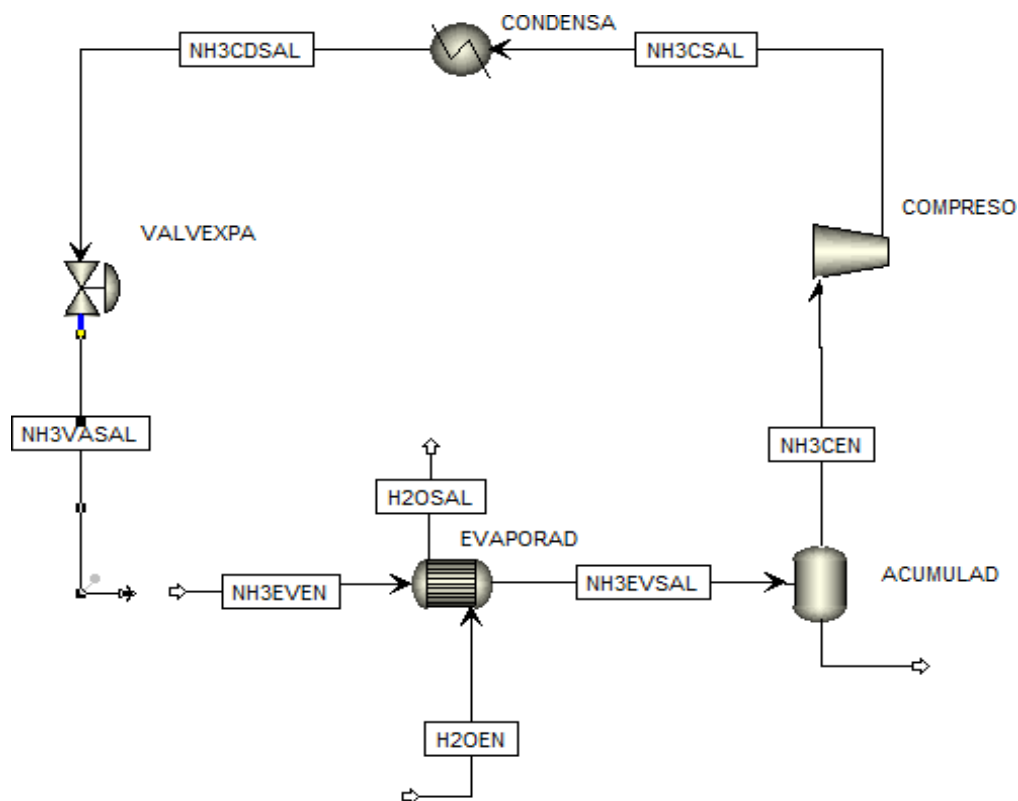 CONDENSA
NH3CDSAL
NH3CSAL
COMPRESO
VALVEXPA
NH3VASAL
NH3CEN
H2OSAL
EVAPORAD
NH3EVEN
NH3EVSAL
ACUMULAD
H2OEN